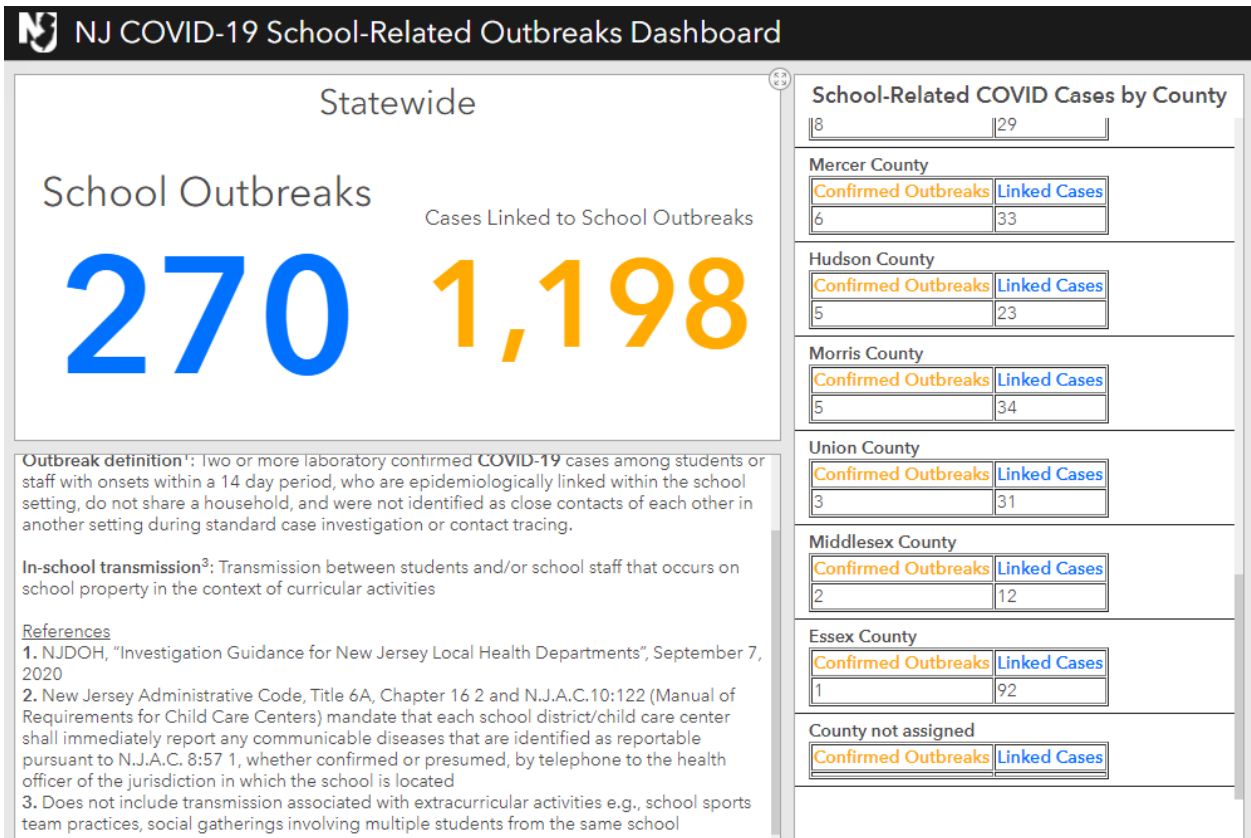 NJ COVID-19 School-Related Outbreaks Dashboard
Statewide
School Outbreaks
270
Cases Linked to School Outbreaks
1,198
Outbreak definition¹: Two or more laboratory confirmed COVID-19 cases among students or
staff with onsets within a 14 day period, who are epidemiologically linked within the school
setting, do not share a household, and were not identified as close contacts of each other in
another setting during standard case investigation or contact tracing.
In-school transmission³: Transmission between students and/or school staff that occurs on
school property in the context of curricular activities
References
1. NJDOH, “Investigation Guidance for New Jersey Local Health Departments”, September 7,
2020
2. New Jersey Administrative Code, Title 6A, Chapter 16 2 and N.J.A.C.10:122 (Manual of
Requirements for Child Care Centers) mandate that each school district/child care center
shall immediately report any communicable diseases that are identified as reportable
pursuant to N.J.A.C. 8:57 1, whether confirmed or presumed, by telephone to the health
officer of the jurisdiction in which the school is located
3. Does not include transmission associated with extracurricular activities e.g., school sports
team practices, social gatherings involving multiple students from the same school
School-Related COVID Cases by County
8 29
Mercer County
Confirmed Outbreaks Linked Cases
6 33
Hudson County
Confirmed Outbreaks Linked Cases
5 23
Morris County
Confirmed Outbreaks Linked Cases
5 34
Union County
Confirmed Outbreaks Linked Cases
3 31
Middlesex County
Confirmed Outbreaks Linked Cases
2 12
Essex County
Confirmed Outbreaks Linked Cases
1 92
County not assigned
Confirmed Outbreaks Linked Cases